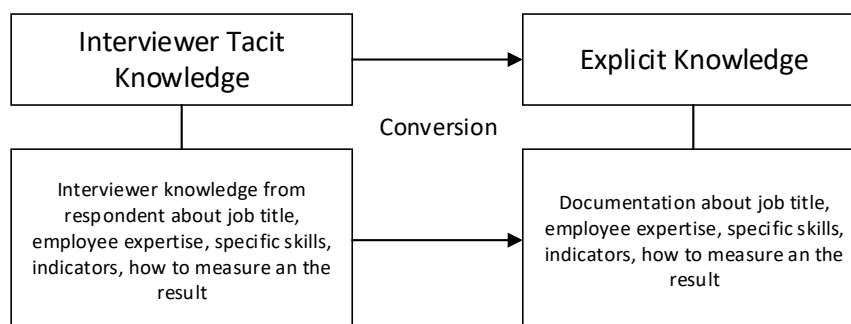 Interviewer Tacit
Knowledge
Explicit Knowledge
Conversion
Interviewer knowledge from
respondent about job title,
employee expertise, specific skills,
indicators, how to measure an the
result
Documentation about job title,
employee expertise, specific skills,
indicators, how to measure an the
result